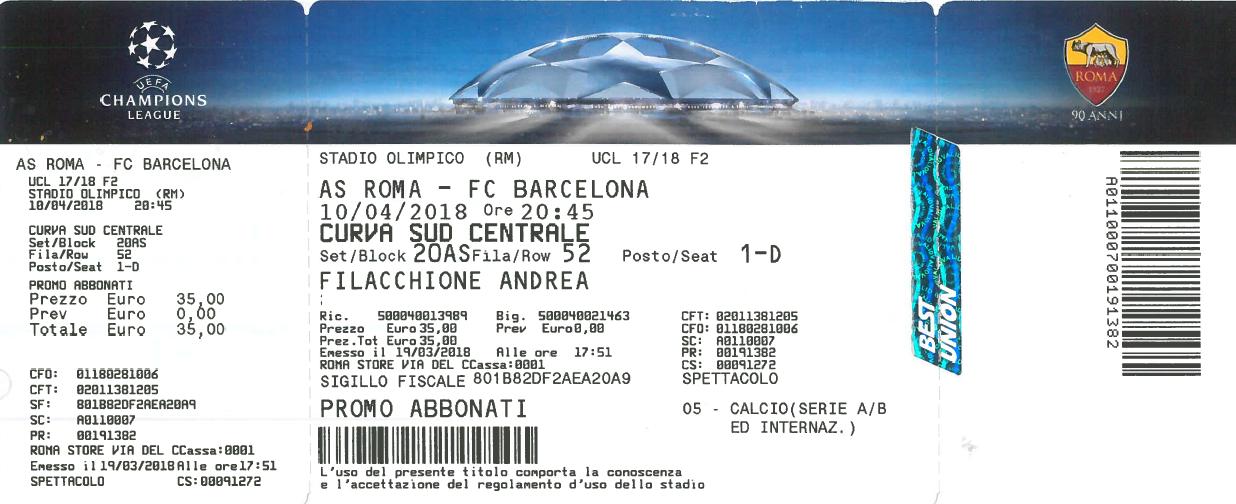 UEFA
CHAMPIONS
LEAGUE
ROMA
1927
90 ANNI
AS ROMA - FC BARCELONA
UCL 17/18 F2
STADIO OLIMPICO (RM)
10/04/2018 20:45
CURVA SUD CENTRALE
Set/Block 20AS
Fila/Row 52
Posto/Seat 1-D
PROMO ABBONATI
Prezzo Euro 35,00
Prev Euro 0,00
Totale Euro 35,00
CFO: 01180281006
CFT: 02011381205
SF: 801B82DF2AEA20A9
SC: A0110007
PR: 00191382
ROMA STORE VIA DEL CCassa:0001
Emesso il 19/03/2018 Alle ore 17:51
SPETTACOLO CS:00091272
STADIO OLIMPICO (RM) UCL 17/18 F2
AS ROMA - FC BARCELONA
10/04/2018 Ore 20:45
CURVA SUD CENTRALE
Set/Block 20AS Fila/Row 52 Posto/Seat 1-D
FILACCHIONE ANDREA
:
Ric. 500040013989 Big. 500040021463 CFT: 02011381205
Prezzo Euro 35,00 Prev Euro 0,00 CFO: 01180281006
Prez.Tot Euro 35,00 SC: A0110007
Emesso il 19/03/2018 Alle ore 17:51 PR: 00191382
ROMA STORE VIA DEL CCassa:0001 CS: 00091272
SIGILLO FISCALE 801B82DF2AEA20A9 SPETTACOLO
PROMO ABBONATI 05 - CALCIO(SERIE A/B
ED INTERNAZ.)
L'uso del presente titolo comporta la conoscenza
e l'accettazione del regolamento d'uso dello stadio
BEST
UNION
A01100070019138​2